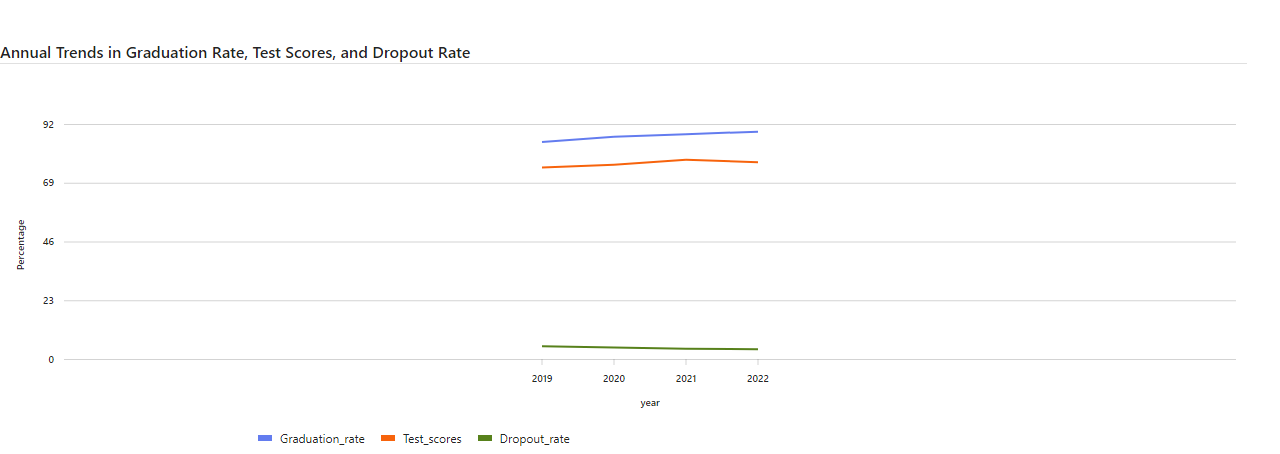 Annual Trends in Graduation Rate, Test Scores, and Dropout Rate
92
69
46
23
0
Percentage
2019 2020 2021 2022
year
Graduation_rate Test_scores Dropout_rate